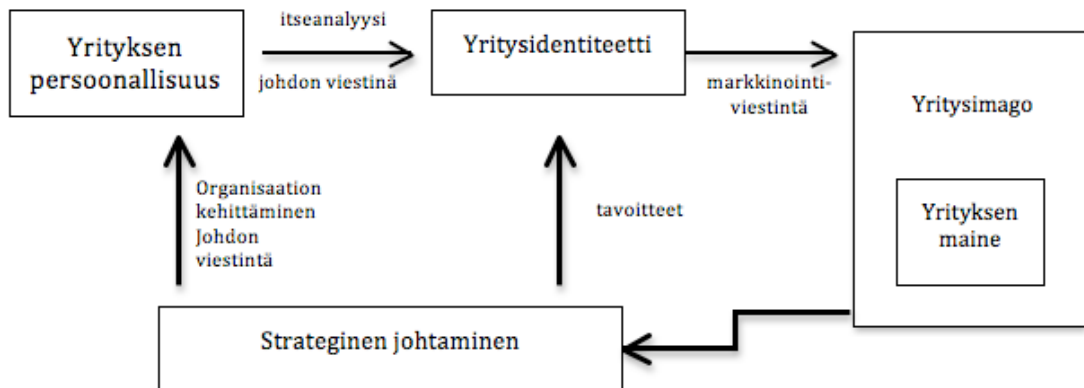 Yrityksen
persoonallisuus
itseanalyysi
johdon viestinä
Yritysidentiteetti
markkinointi-
viestintä
Yritysimago
Yrityksen
maine
Organisaation
kehittäminen
Johdon
viestintä
tavoitteet
Strateginen johtaminen